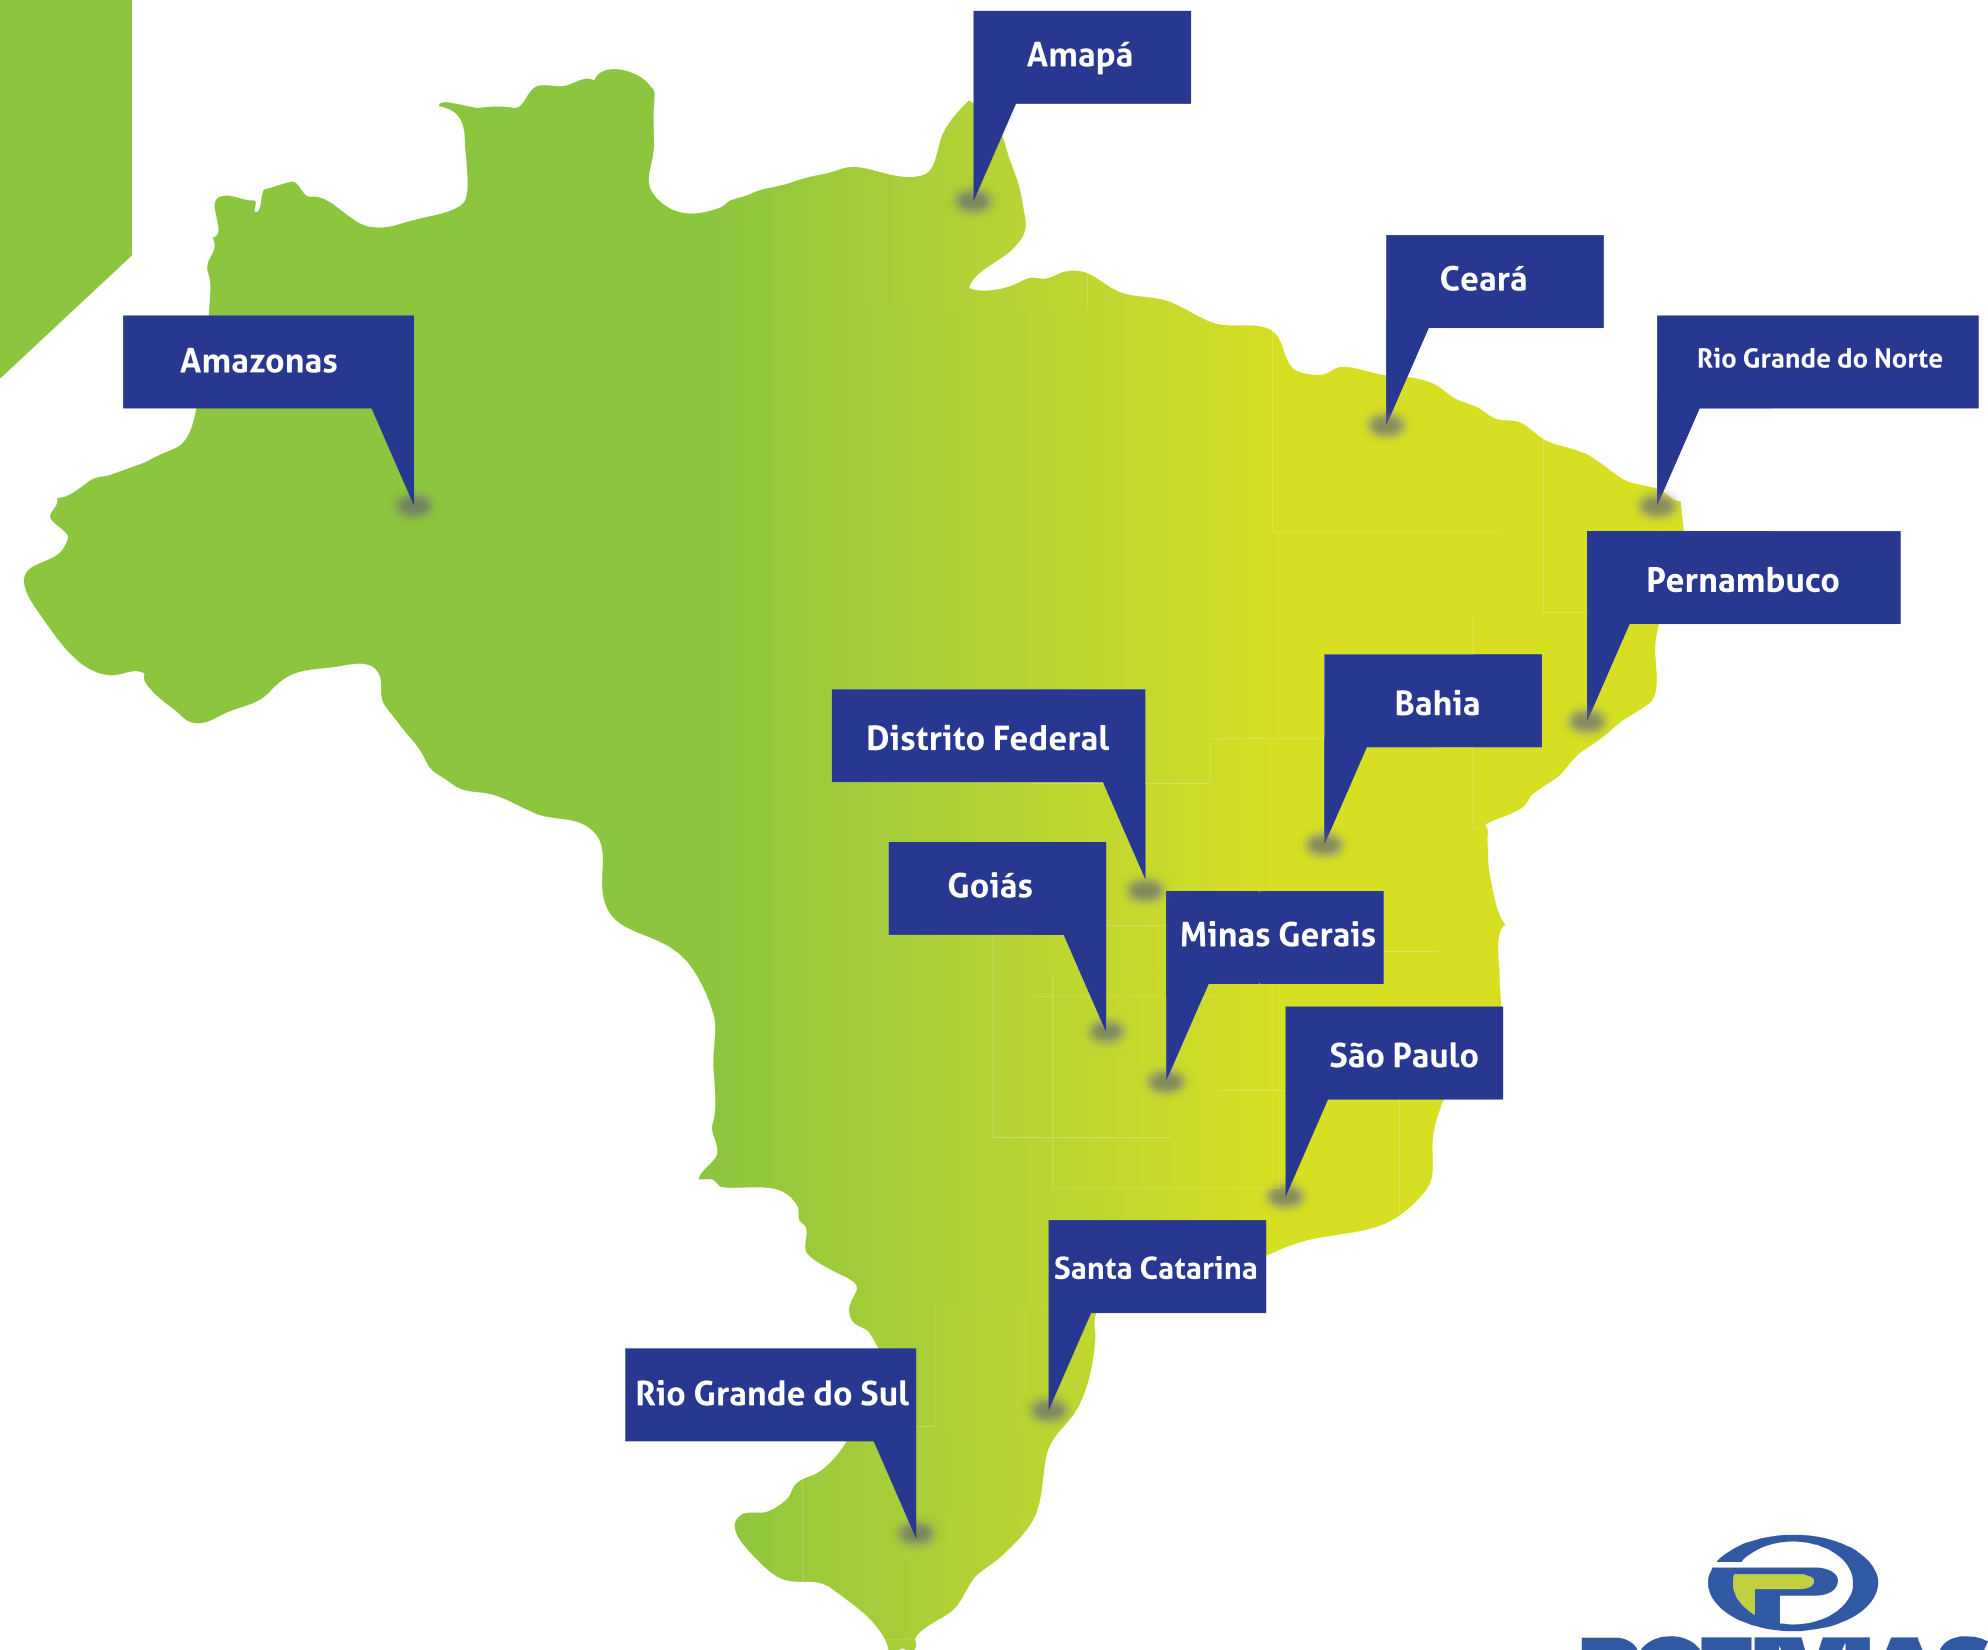 Amapá
Ceará
Amazonas
Rio Grande do Norte
Pernambuco
Bahia
Distrito Federal
Goiás
Minas Gerais
São Paulo
Santa Catarina
Rio Grande do Sul